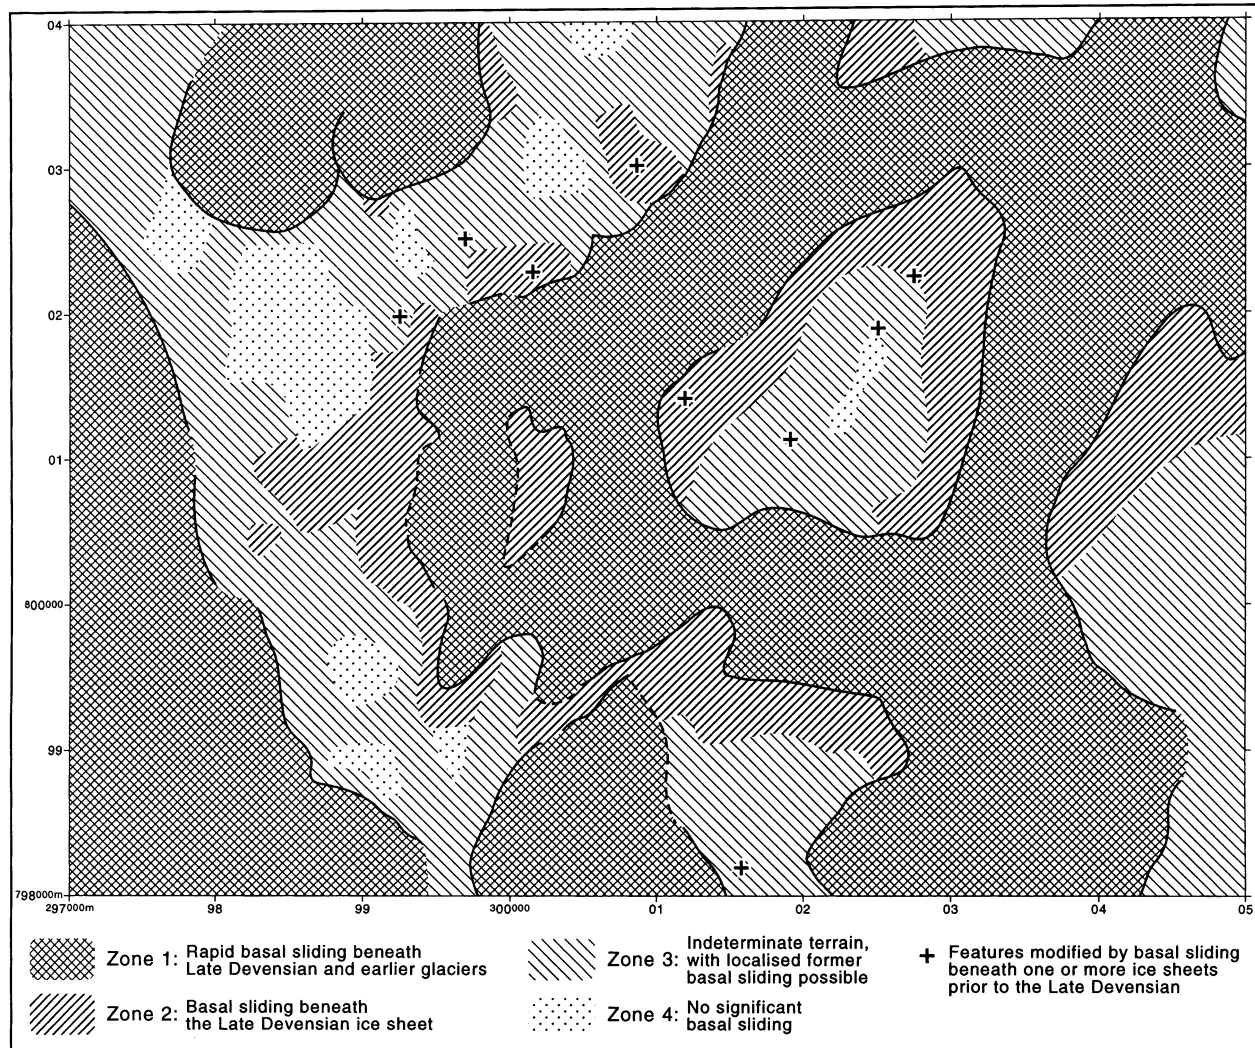 04
03
02
01
800000
99
798000m
297000m 98 99 300000 01 02 03 04 05
Zone 1: Rapid basal sliding beneath
Late Devensian and earlier glaciers
Zone 2: Basal sliding beneath
the Late Devensian ice sheet
Zone 3: Indeterminate terrain,
with localised former
basal sliding possible
Zone 4: No significant
basal sliding
+ Features modified by basal sliding
beneath one or more ice sheets
prior to the Late Devensian